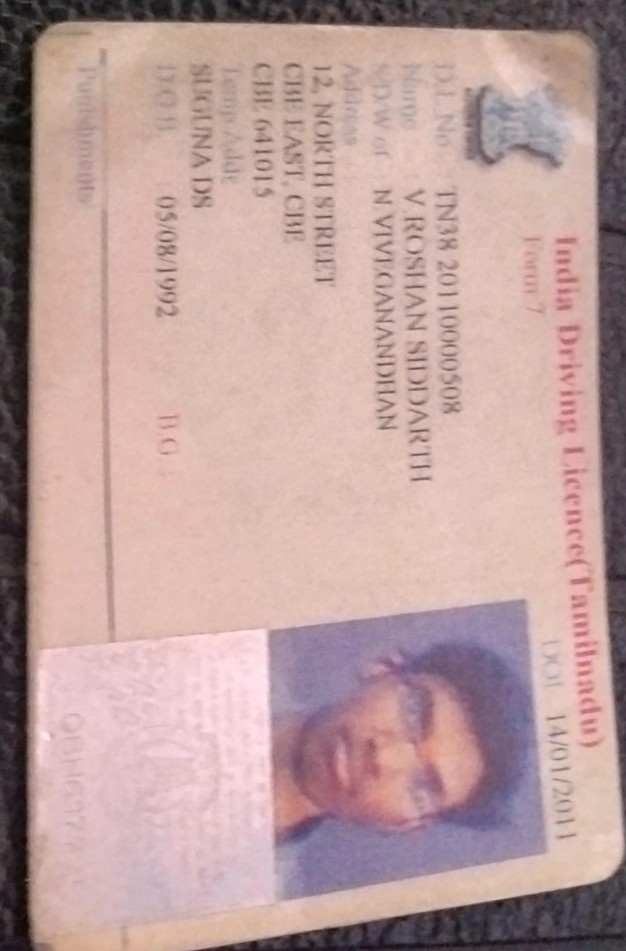 India Driving Licence(Tamilnadu)
Form 7
DOI 14/01/2011
D.L. No : TN38 20110000508
Name : V ROSHAN SIDDARTH
S/D/W of : N VIVEGANANDHAN
Address
12, NORTH STREET
CBE EAST, CBE
CBE 641015
Temp Addr.
SUGUNA DS
D.O.B. : 05/08/1992 B.G :
Punishments